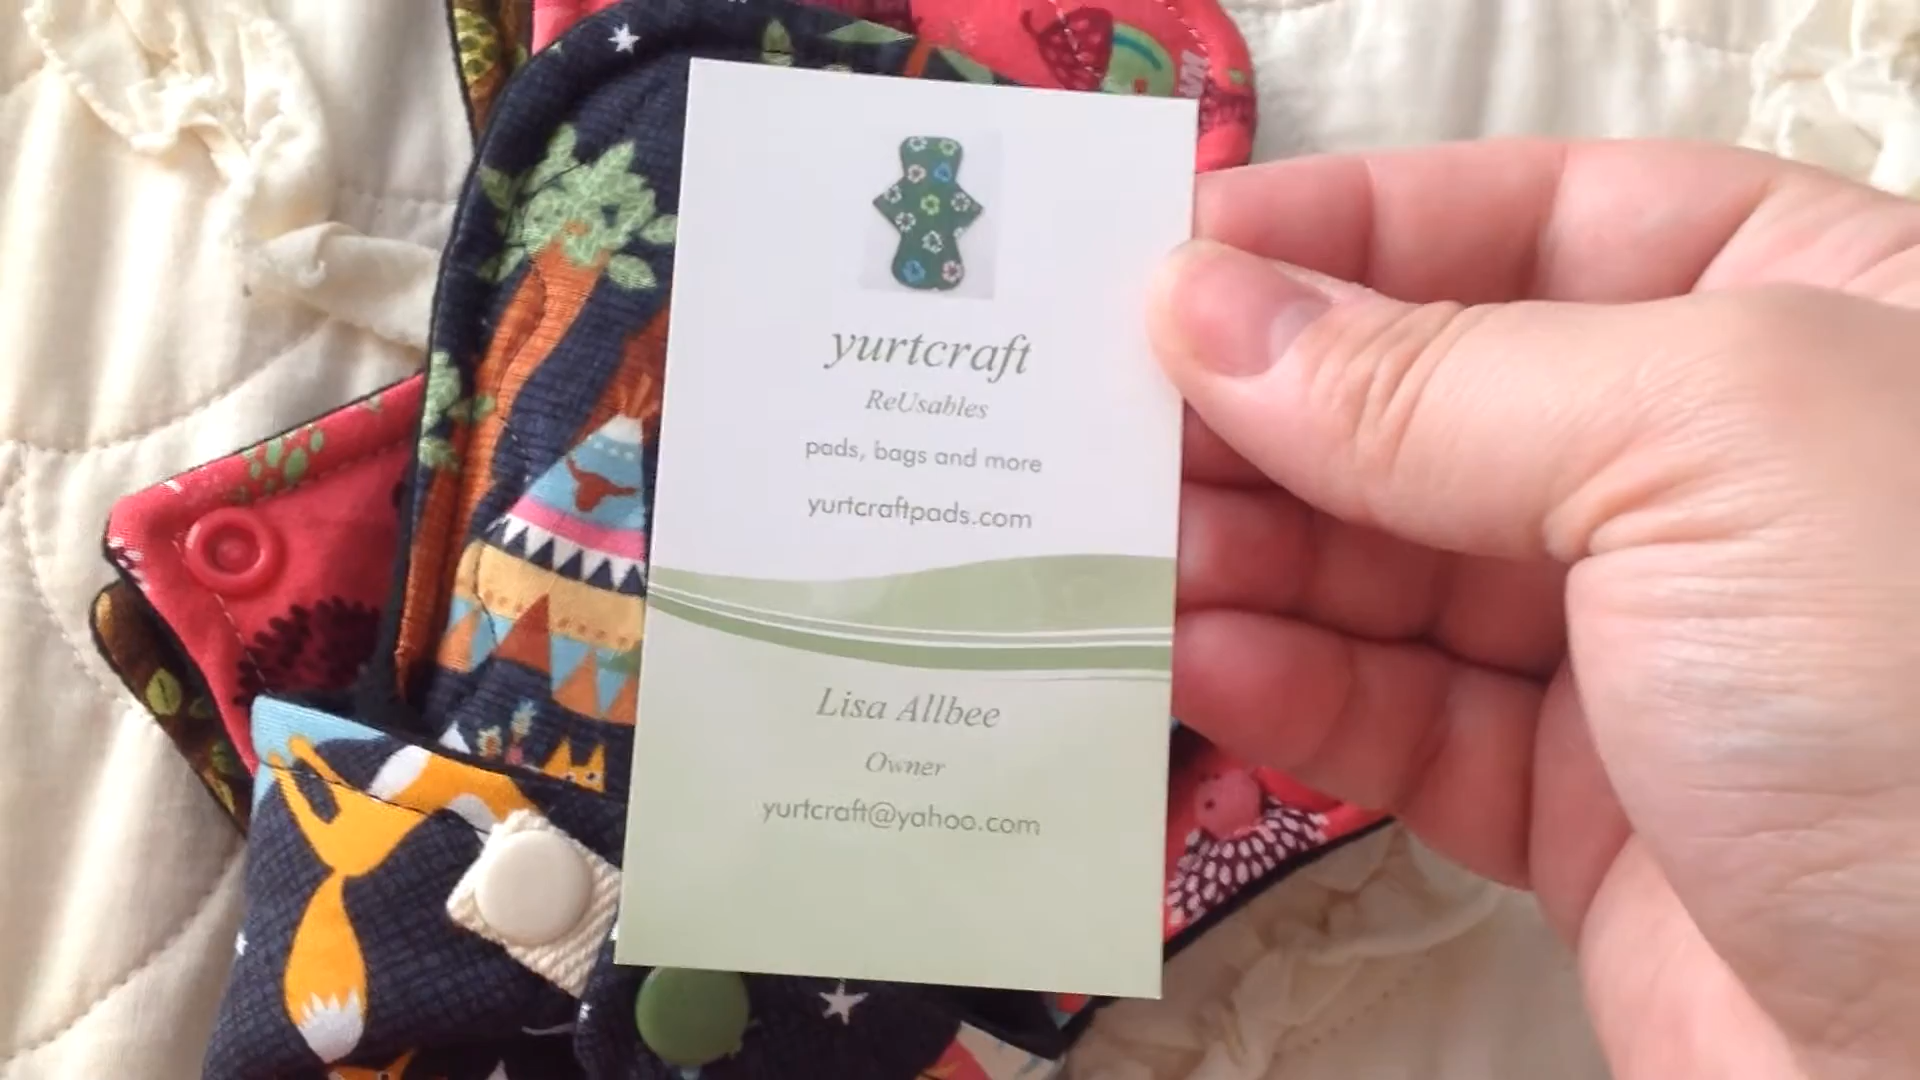 yurtcraft
ReUsables
pads, bags and more
yurtcraftpads.com
Lisa Allbee
Owner
yurtcraft@yahoo.com